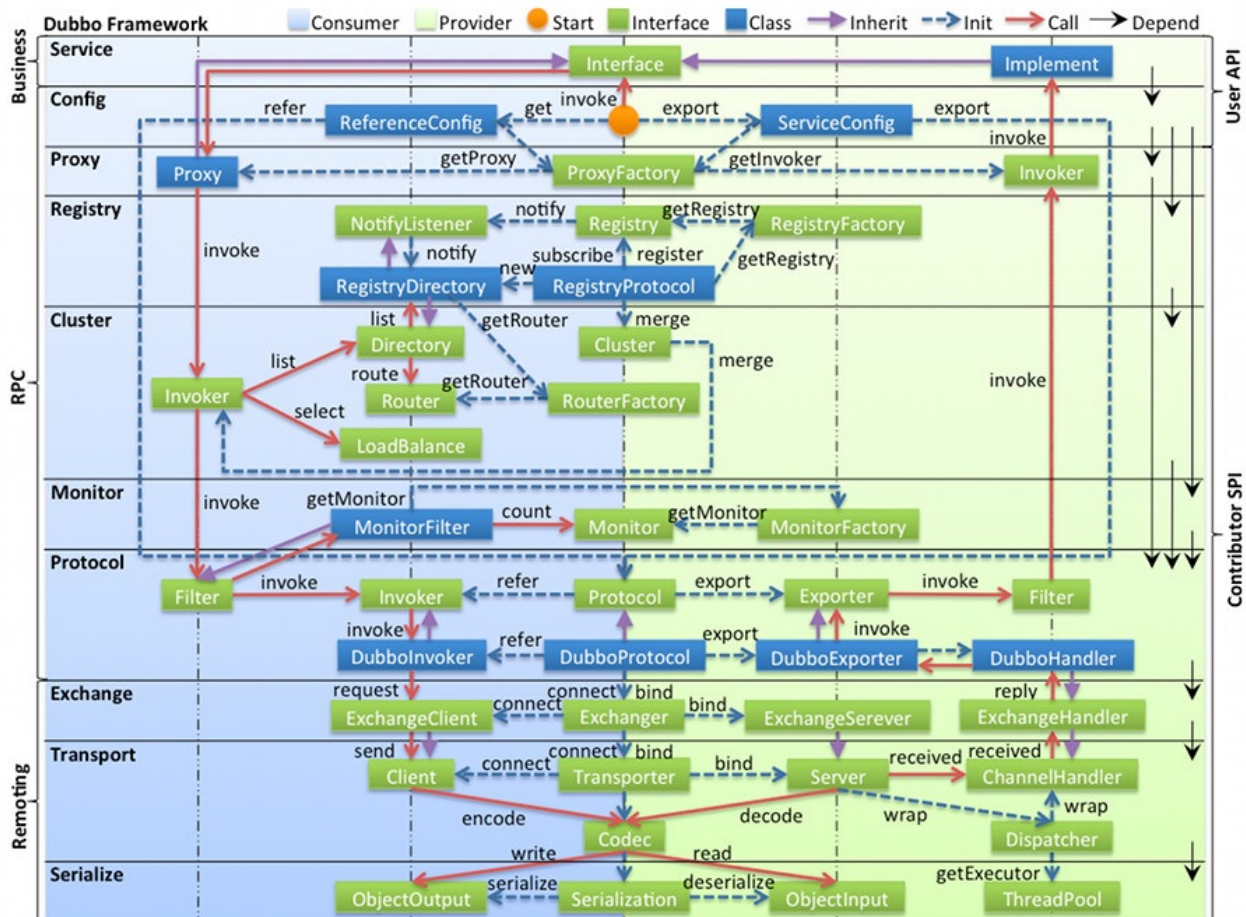 Dubbo Framework
Consumer
Provider
Start
Interface
Class
Inherit
Init
Call
Depend
Business
RPC
Remoting
User API
Contributor SPI
Service
Interface
Implement
Config
refer
ReferenceConfig
get
invoke
export
ServiceConfig
export
invoke
Proxy
Proxy
getProxy
ProxyFactory
getInvoker
Invoker
Registry
NotifyListener
notify
Registry
getRegistry
RegistryFactory
invoke
notify
subscribe
register
getRegistry
RegistryDirectory
new
RegistryProtocol
Cluster
list
getRouter
Cluster
merge
Directory
merge
list
route
getRouter
invoke
Invoker
Router
RouterFactory
select
LoadBalance
Monitor
invoke
getMonitor
MonitorFilter
count
Monitor
getMonitor
MonitorFactory
Protocol
Filter
invoke
Invoker
refer
Protocol
export
Exporter
invoke
Filter
invoke
DubboInvoker
refer
DubboProtocol
export
DubboExporter
invoke
DubboHandler
Exchange
request
connect
bind
reply
ExchangeClient
connect
Exchanger
bind
ExchangeSerever
ExchangeHandler
Transport
send
connect
bind
received
received
Client
connect
Transporter
bind
Server
ChannelHandler
encode
decode
wrap
wrap
Codec
Dispatcher
write
read
Serialize
getExecutor
ObjectOutput
serialize
Serialization
deserialize
ObjectInput
ThreadPool